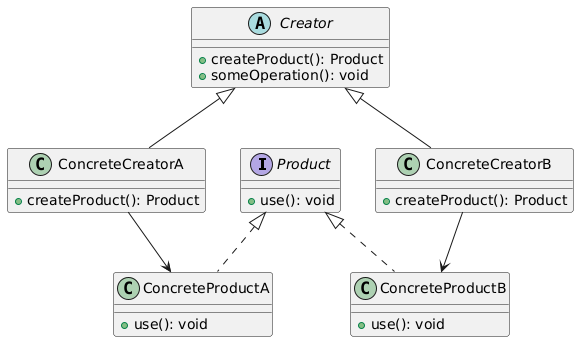 A Creator
createProduct(): Product
someOperation(): void
C ConcreteCreatorA
createProduct(): Product
I Product
use(): void
C ConcreteCreatorB
createProduct(): Product
C ConcreteProductA
use(): void
C ConcreteProductB
use(): void